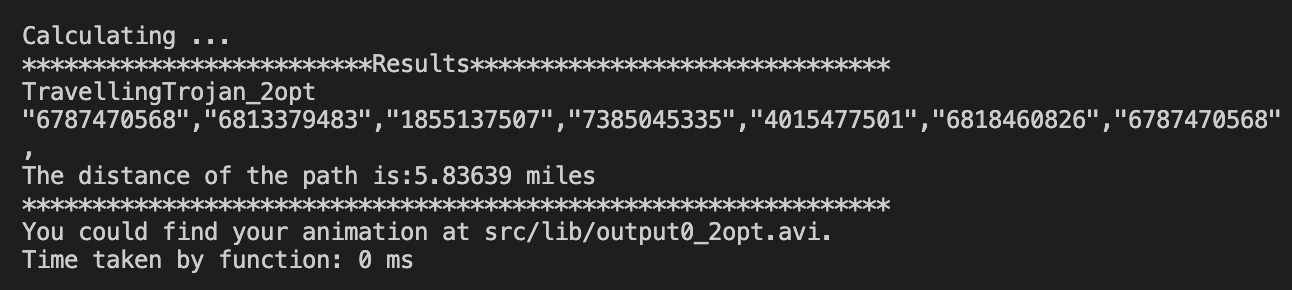 Calculating ...
*************************Results******************************
TravellingTrojan_2opt
"6787470568","6813379483","1855137507","7385045335","4015477501","6818460826","6787470568"
,
The distance of the path is:5.83639 miles
**************************************************************
You could find your animation at src/lib/output0_2opt.avi.
Time taken by function: 0 ms